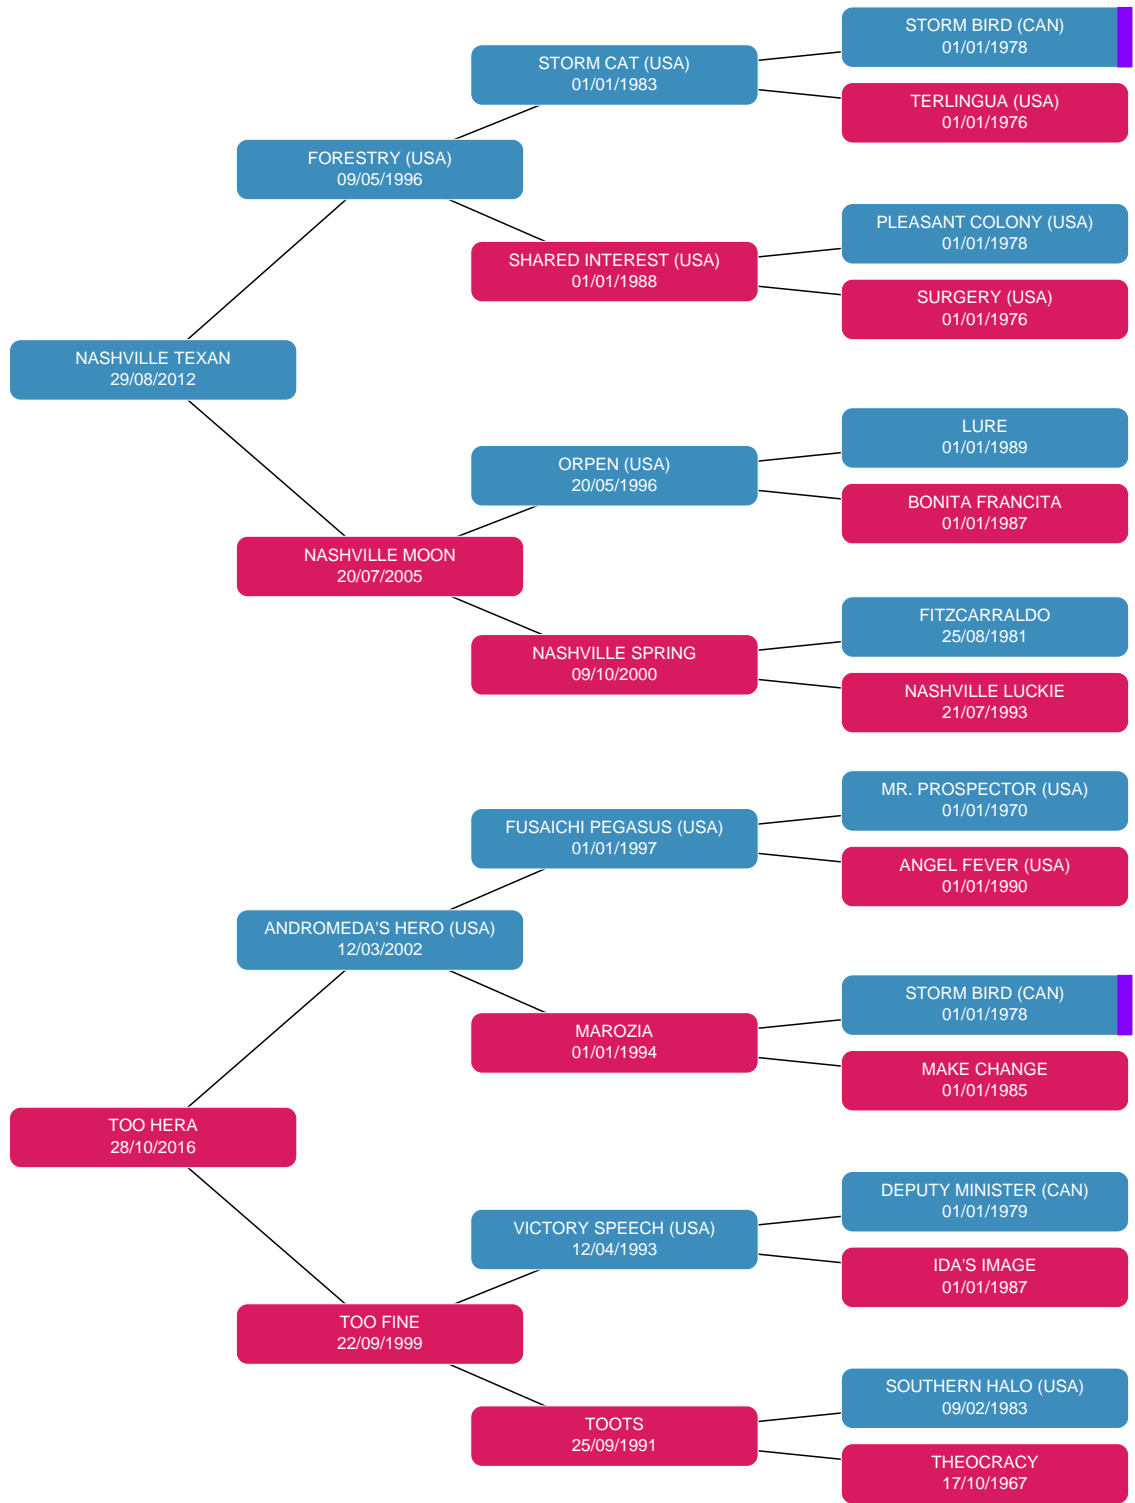 STORM BIRD (CAN)
01/01/1978
STORM CAT (USA)
01/01/1983
TERLINGUA (USA)
01/01/1976
FORESTRY (USA)
09/05/1996
PLEASANT COLONY (USA)
01/01/1978
SHARED INTEREST (USA)
01/01/1988
SURGERY (USA)
01/01/1976
NASHVILLE TEXAN
29/08/2012
LURE
01/01/1989
ORPEN (USA)
20/05/1996
BONITA FRANCITA
01/01/1987
NASHVILLE MOON
20/07/2005
FITZCARRALDO
25/08/1981
NASHVILLE SPRING
09/10/2000
NASHVILLE LUCKIE
21/07/1993
MR. PROSPECTOR (USA)
01/01/1970
FUSAICHI PEGASUS (USA)
01/01/1997
ANGEL FEVER (USA)
01/01/1990
ANDROMEDA'S HERO (USA)
12/03/2002
STORM BIRD (CAN)
01/01/1978
MAROZIA
01/01/1994
MAKE CHANGE
01/01/1985
TOO HERA
28/10/2016
DEPUTY MINISTER (CAN)
01/01/1979
VICTORY SPEECH (USA)
12/04/1993
IDA'S IMAGE
01/01/1987
TOO FINE
22/09/1999
SOUTHERN HALO (USA)
09/02/1983
TOOTS
25/09/1991
THEOCRACY
17/10/1967